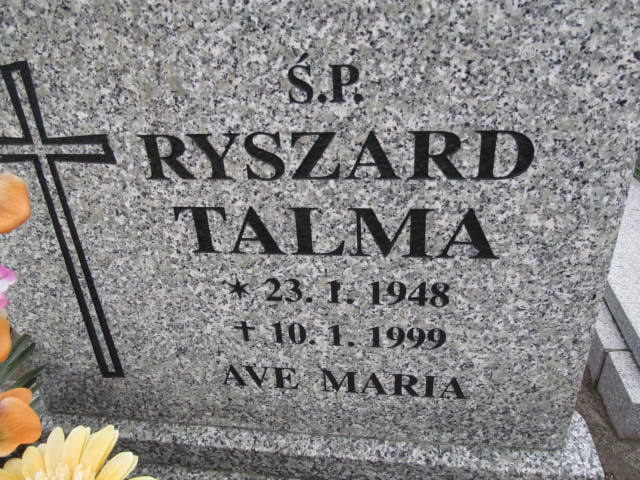 Ś.P.
RYSZARD
TALMA
* 23. 1. 1948
✝ 10. 1. 1999
AVE MARIA